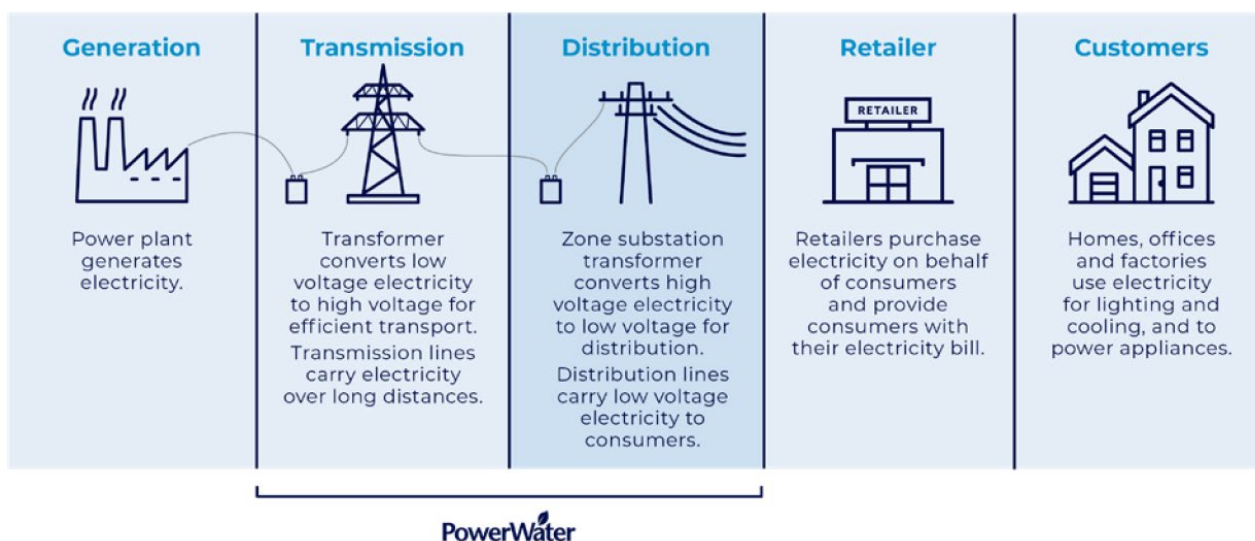 Generation
Power plant
generates
electricity.
Transmission
Transformer
converts low
voltage electricity
to high voltage for
efficient transport.
Transmission lines
carry electricity
over long distances.
Distribution
Zone substation
transformer
converts high
voltage electricity
to low voltage for
distribution.
Distribution lines
carry low voltage
electricity to
consumers.
Retailer
RETAILER
Retailers purchase
electricity on behalf
of consumers
and provide
consumers with
their electricity bill.
Customers
Homes, offices
and factories
use electricity
for lighting and
cooling, and to
power appliances.
PowerWater